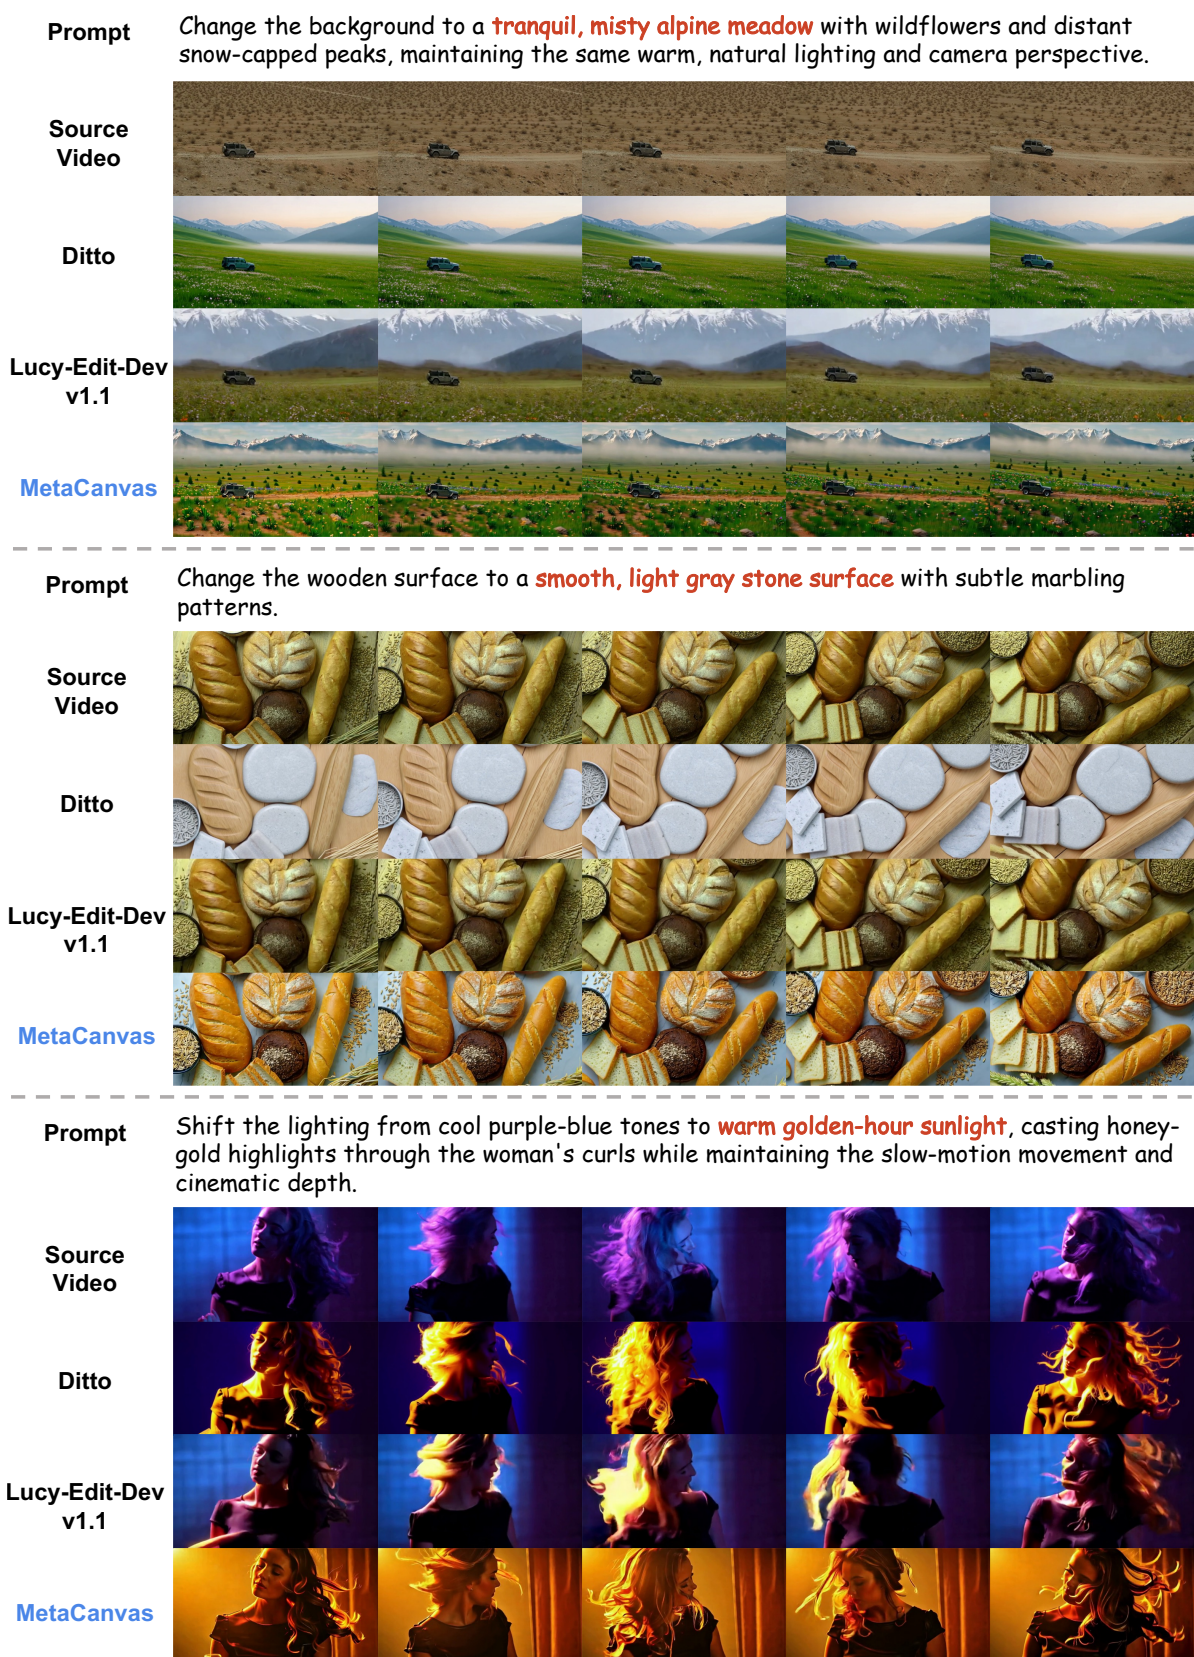 Prompt
Change the background to a tranquil, misty alpine meadow with wildflowers and distant
snow-capped peaks, maintaining the same warm, natural lighting and camera perspective.
Source
Video
Ditto
Lucy-Edit-Dev
v1.1
MetaCanvas
Prompt
Change the wooden surface to a smooth, light gray stone surface with subtle marbling
patterns.
Source
Video
Ditto
Lucy-Edit-Dev
v1.1
MetaCanvas
Prompt
Shift the lighting from cool purple-blue tones to warm golden-hour sunlight, casting honey-
gold highlights through the woman's curls while maintaining the slow-motion movement and
cinematic depth.
Source
Video
Ditto
Lucy-Edit-Dev
v1.1
MetaCanvas